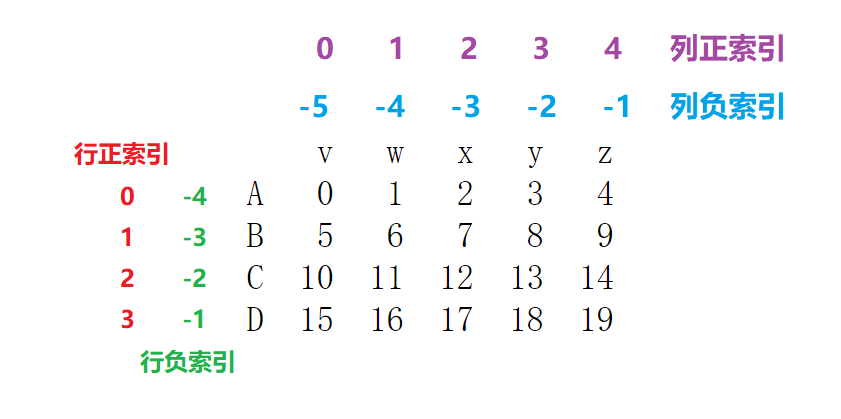 0 1 2 3 4 列正索引
-5 -4 -3 -2 -1 列负索引
行正索引 v w x y z
0 -4 A 0 1 2 3 4
1 -3 B 5 6 7 8 9
2 -2 C 10 11 12 13 14
3 -1 D 15 16 17 18 19
行负索引